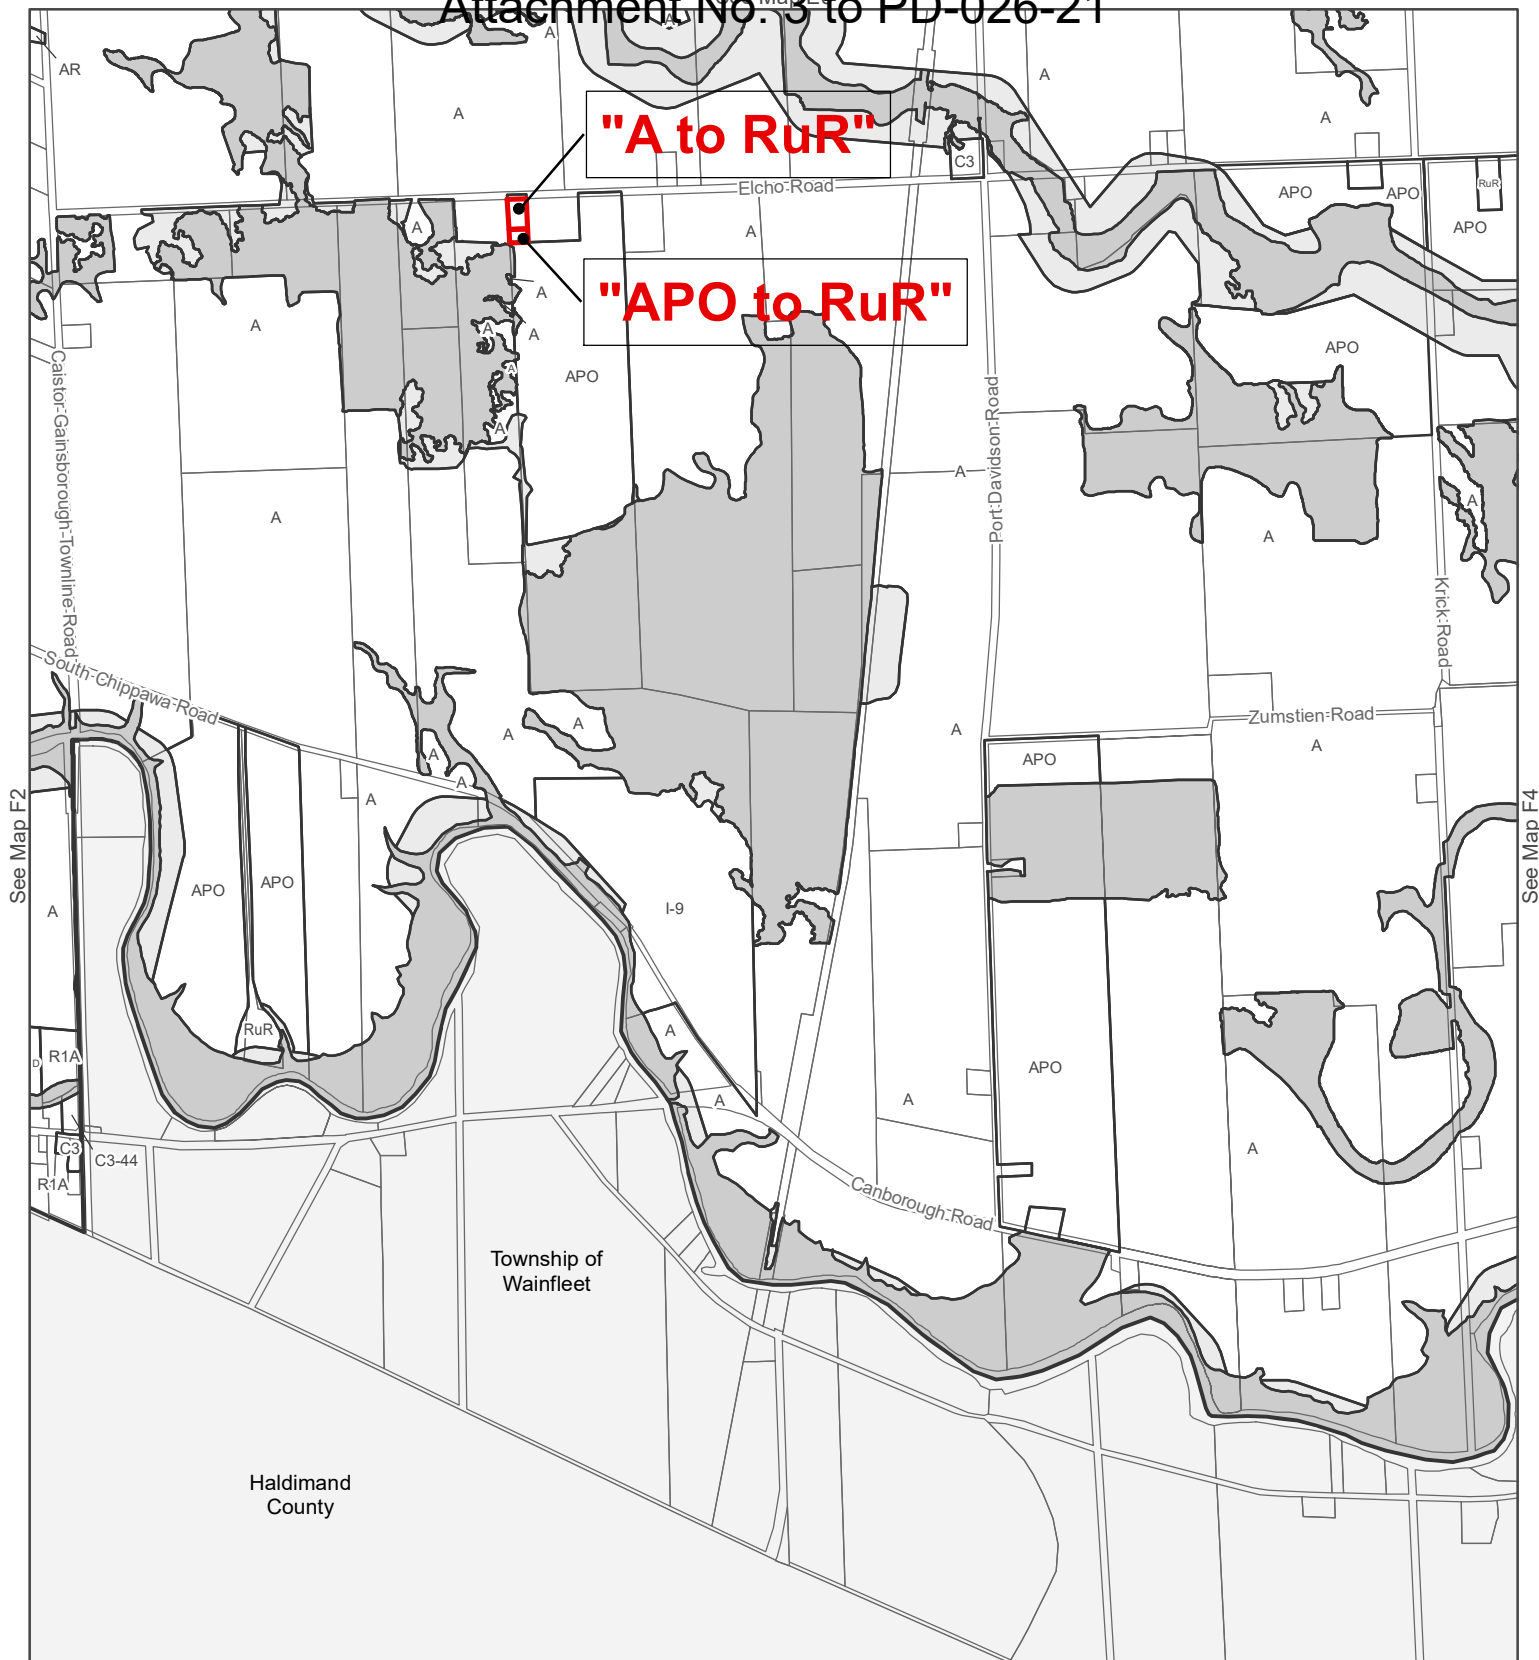 Attachment No. 3 to PD-026-21
A
A
AR
A
A
A
"A to RuR"
C3
Elcho Road
APO
APO
RuR
APO
A
A
"APO to RuR"
A
A
A
A
A
APO
APO
A
Caistor-Gainsborough-Townline-Road
Port-Davidson-Road
A
A
A
A
A
Krick-Road
South-Chippawa-Road
Zumstien-Road
A
A
A
A
A
A
APO
A
A
See Map F2
See Map F4
APO
APO
I-9
A
RuR
A
R1A
D
APO
A
A
A
C3
C3-44
R1A
Canborough-Road
Township of
Wainfleet
Haldimand
County